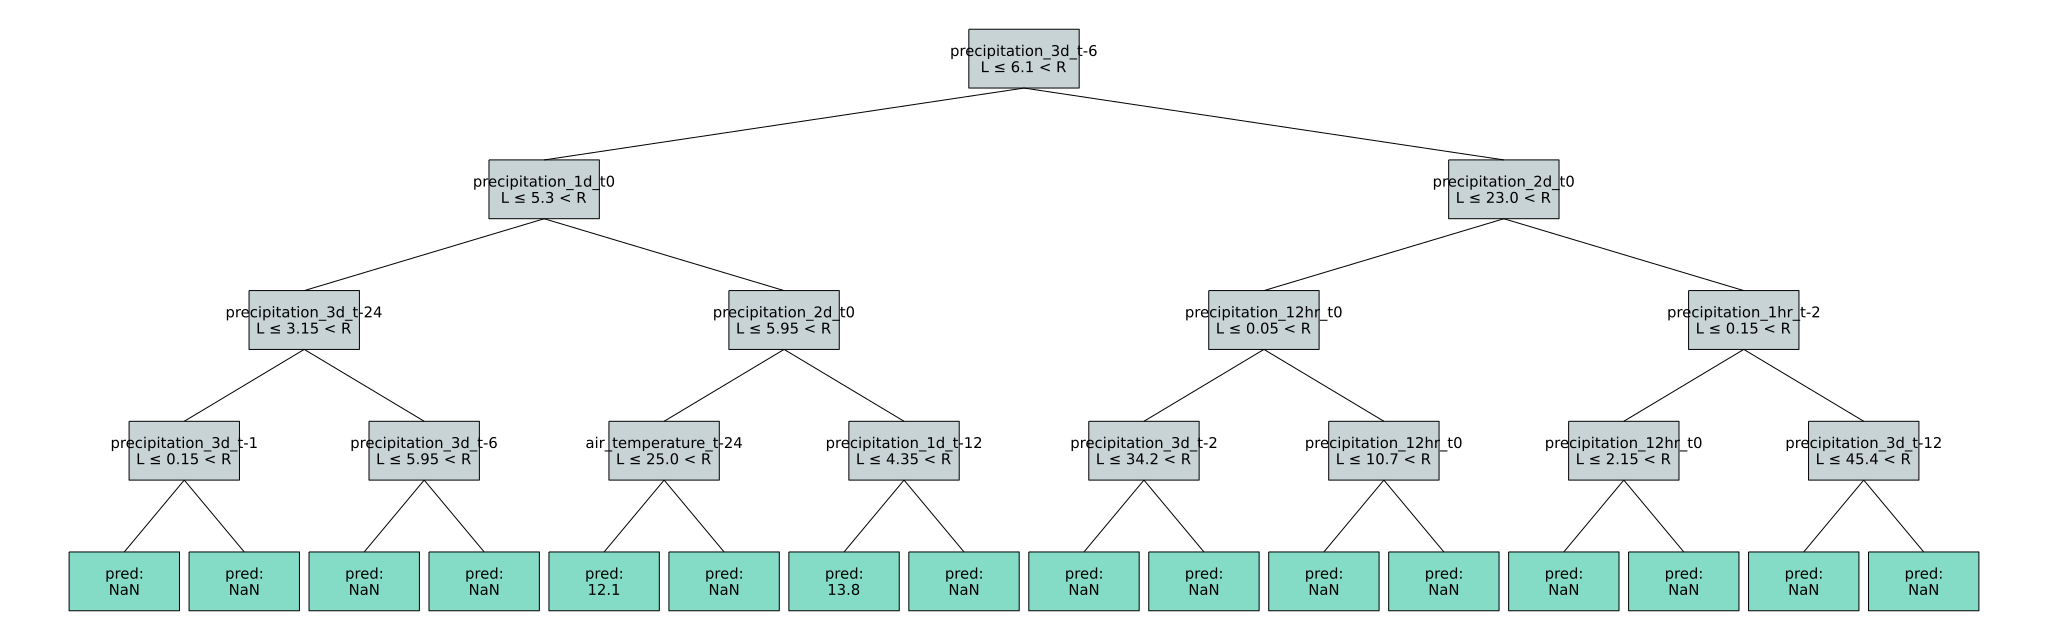 precipitation_3d_t-6
L ≤ 6.1 < R
precipitation_1d_t0
L ≤ 5.3 < R
precipitation_2d_t0
L ≤ 23.0 < R
precipitation_3d_t-24
L ≤ 3.15 < R
precipitation_2d_t0
L ≤ 5.95 < R
precipitation_12hr_t0
L ≤ 0.05 < R
precipitation_1hr_t-2
L ≤ 0.15 < R
precipitation_3d_t-1
L ≤ 0.15 < R
precipitation_3d_t-6
L ≤ 5.95 < R
air_temperature_t-24
L ≤ 25.0 < R
precipitation_1d_t-12
L ≤ 4.35 < R
precipitation_3d_t-2
L ≤ 34.2 < R
precipitation_12hr_t0
L ≤ 10.7 < R
precipitation_12hr_t0
L ≤ 2.15 < R
precipitation_3d_t-12
L ≤ 45.4 < R
pred:
NaN
pred:
NaN
pred:
NaN
pred:
NaN
pred:
12.1
pred:
NaN
pred:
13.8
pred:
NaN
pred:
NaN
pred:
NaN
pred:
NaN
pred:
NaN
pred:
NaN
pred:
NaN
pred:
NaN
pred:
NaN